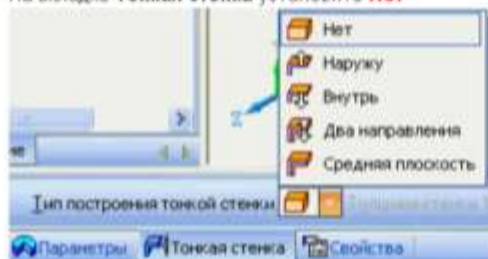 На вкладке Тонкая стенка установите Нет
Нет
Наружу
Внутрь
Два направления
Средняя плоскость
z
Тип построения тонкой стенки
Параметры Тонкая стенка Свойства